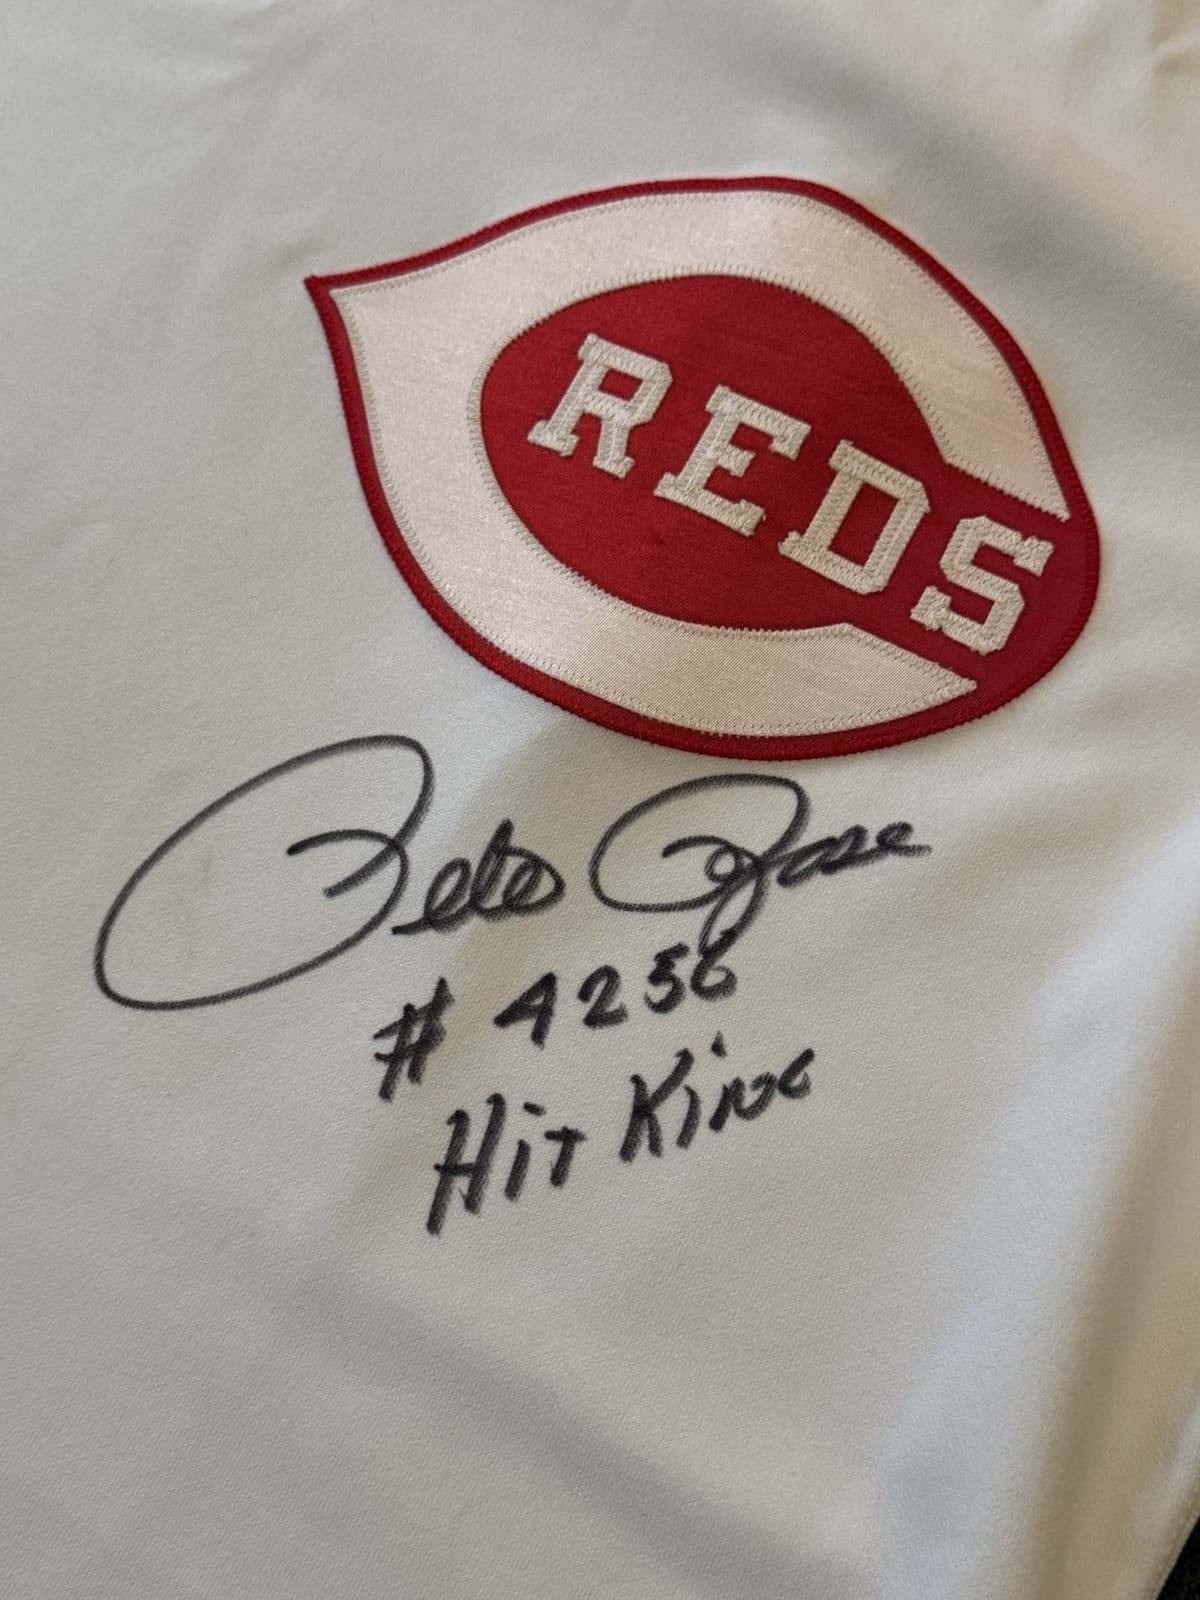 REDS
Pete Rose
# 4256
Hit King